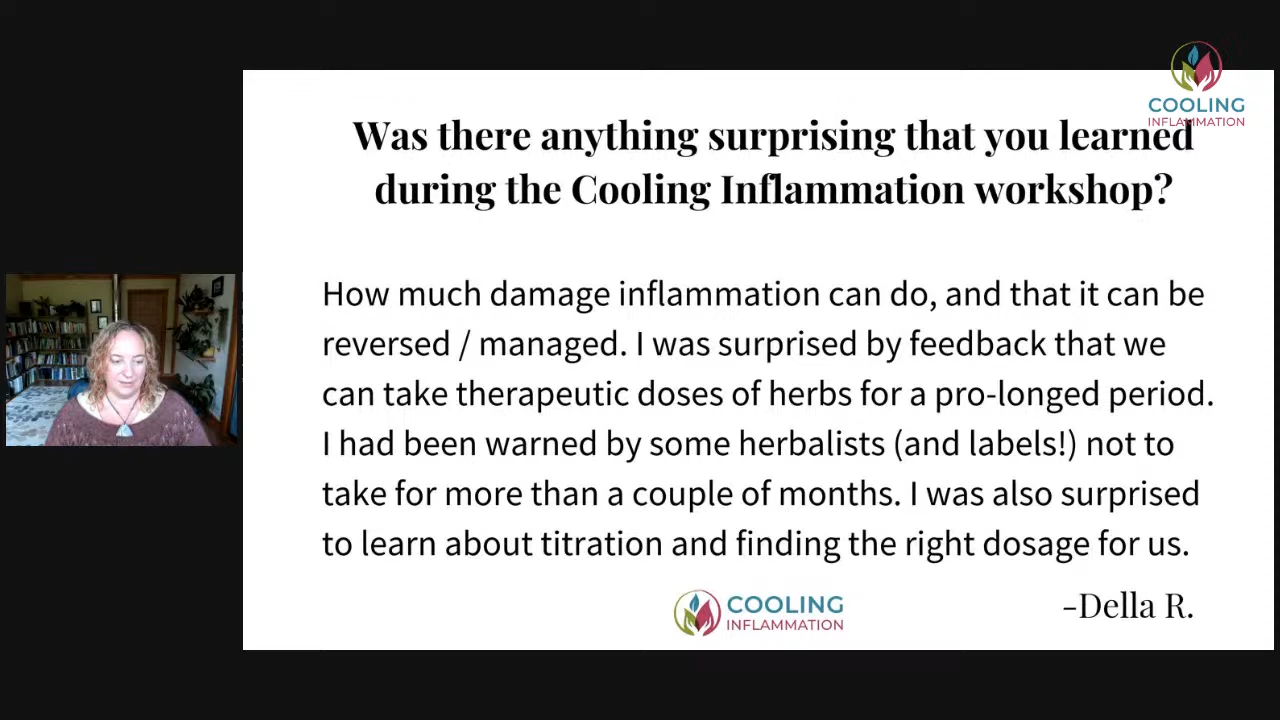 COOLING
INFLAMMATION
Was there anything surprising that you learned
during the Cooling Inflammation workshop?
How much damage inflammation can do, and that it can be
reversed / managed. I was surprised by feedback that we
can take therapeutic doses of herbs for a pro-longed period.
I had been warned by some herbalists (and labels!) not to
take for more than a couple of months. I was also surprised
to learn about titration and finding the right dosage for us.
-Della R.
COOLING
INFLAMMATION